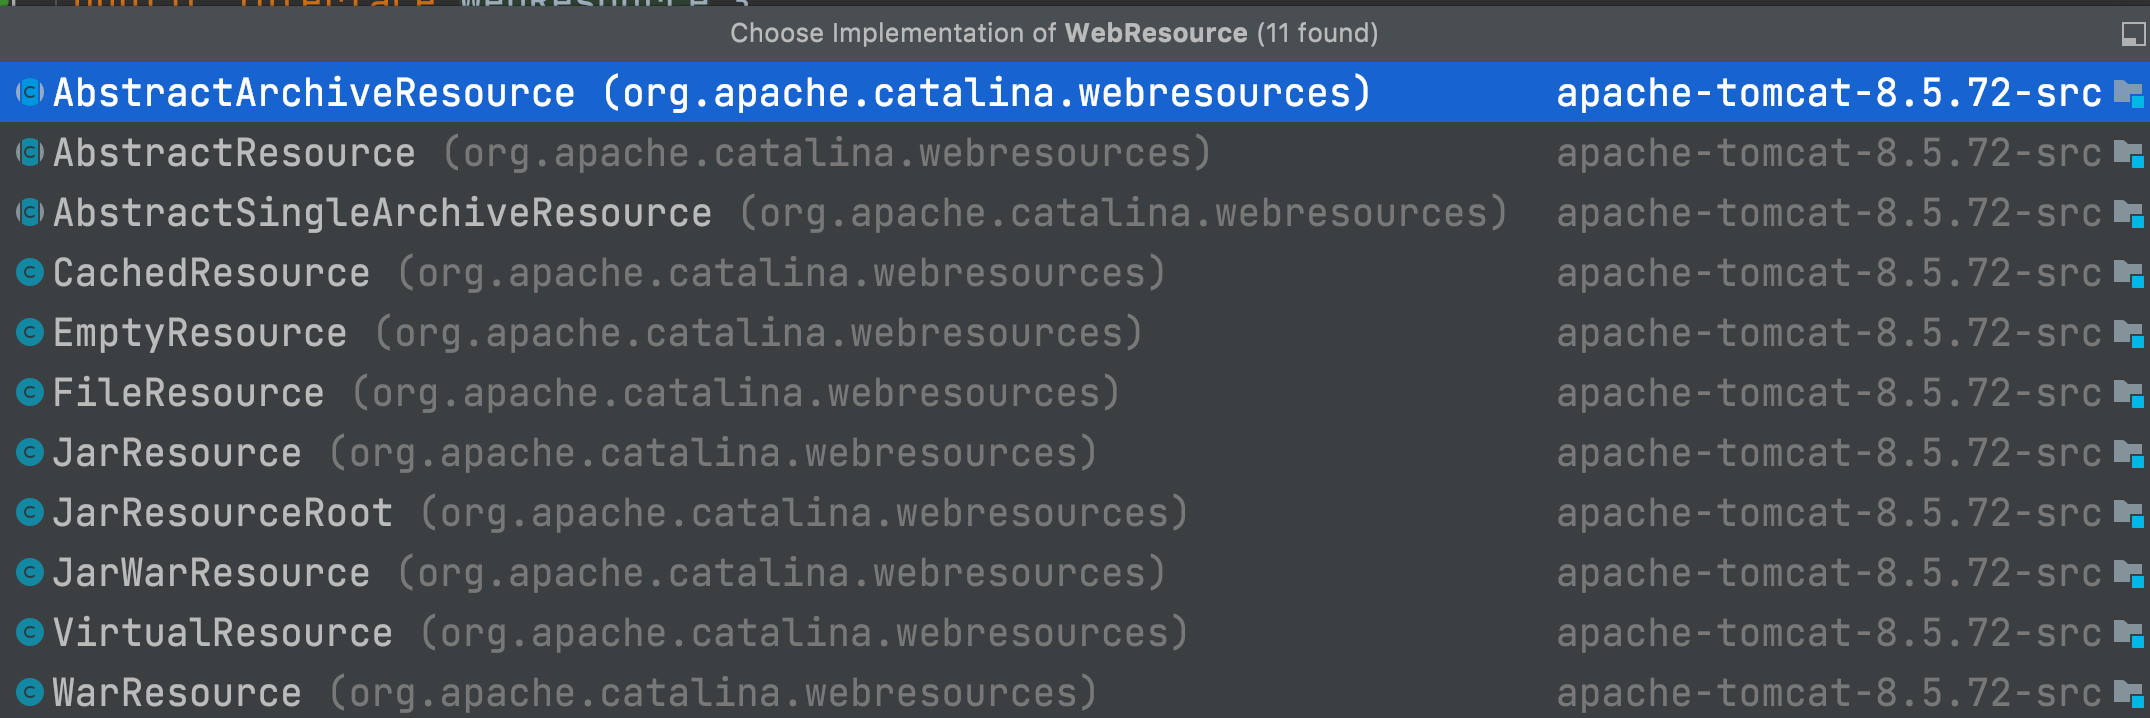 public interface WebResource {
Choose Implementation of WebResource (11 found)
AbstractArchiveResource (org.apache.catalina.webresources) apache-tomcat-8.5.72-src
AbstractResource (org.apache.catalina.webresources) apache-tomcat-8.5.72-src
AbstractSingleArchiveResource (org.apache.catalina.webresources) apache-tomcat-8.5.72-src
CachedResource (org.apache.catalina.webresources) apache-tomcat-8.5.72-src
EmptyResource (org.apache.catalina.webresources) apache-tomcat-8.5.72-src
FileResource (org.apache.catalina.webresources) apache-tomcat-8.5.72-src
JarResource (org.apache.catalina.webresources) apache-tomcat-8.5.72-src
JarResourceRoot (org.apache.catalina.webresources) apache-tomcat-8.5.72-src
JarWarResource (org.apache.catalina.webresources) apache-tomcat-8.5.72-src
VirtualResource (org.apache.catalina.webresources) apache-tomcat-8.5.72-src
WarResource (org.apache.catalina.webresources) apache-tomcat-8.5.72-src